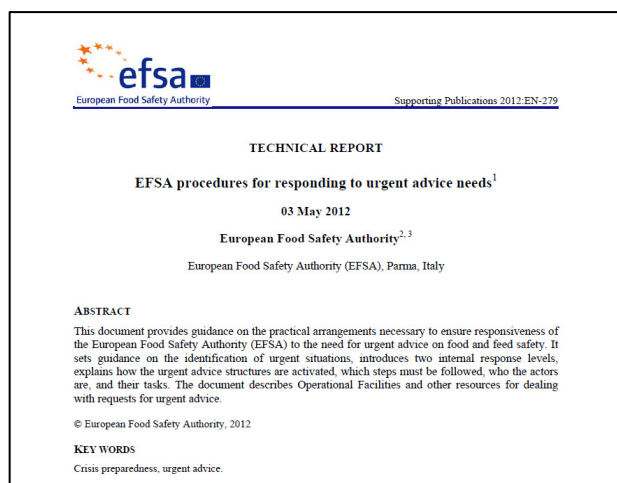 efsa
European Food Safety Authority
Supporting Publications 2012:EN-279
TECHNICAL REPORT
EFSA procedures for responding to urgent advice needs1
03 May 2012
European Food Safety Authority2, 3
European Food Safety Authority (EFSA), Parma, Italy
ABSTRACT
This document provides guidance on the practical arrangements necessary to ensure responsiveness of
the European Food Safety Authority (EFSA) to the need for urgent advice on food and feed safety. It
sets guidance on the identification of urgent situations, introduces two internal response levels,
explains how the urgent advice structures are activated, which steps must be followed, who the actors
are, and their tasks. The document describes Operational Facilities and other resources for dealing
with requests for urgent advice.
© European Food Safety Authority, 2012
KEY WORDS
Crisis preparedness, urgent advice.